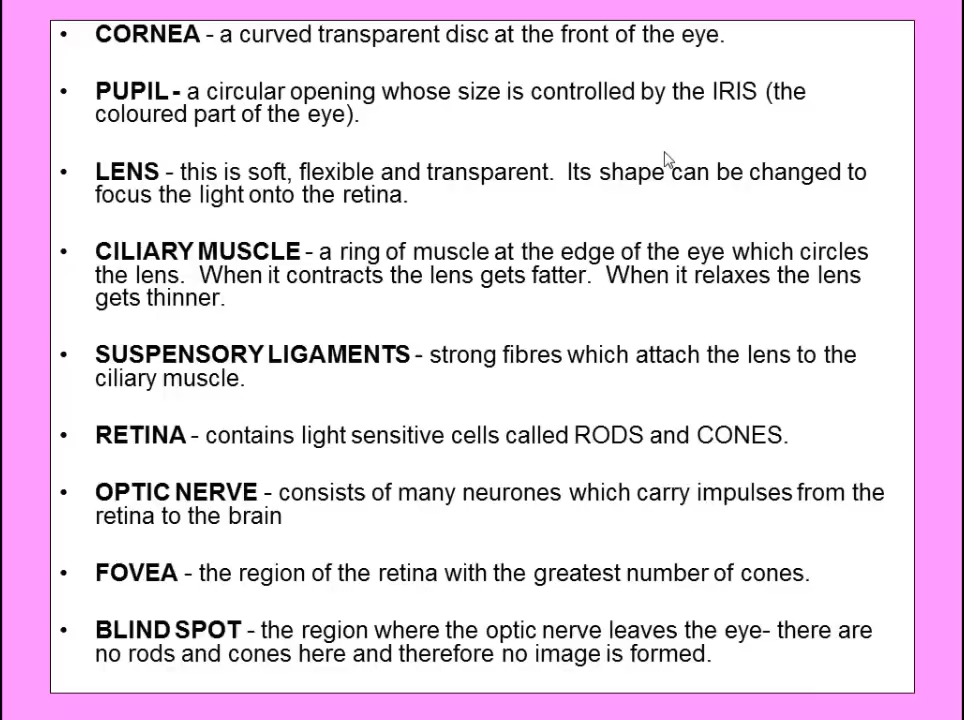 • CORNEA - a curved transparent disc at the front of the eye.
• PUPIL - a circular opening whose size is controlled by the IRIS (the
coloured part of the eye).
• LENS - this is soft, flexible and transparent.  Its shape can be changed to
focus the light onto the retina.
• CILIARY MUSCLE - a ring of muscle at the edge of the eye which circles
the lens.  When it contracts the lens gets fatter.  When it relaxes the lens
gets thinner.
• SUSPENSORY LIGAMENTS - strong fibres which attach the lens to the
ciliary muscle.
• RETINA - contains light sensitive cells called RODS and CONES.
• OPTIC NERVE - consists of many neurones which carry impulses from the
retina to the brain
• FOVEA - the region of the retina with the greatest number of cones.
• BLIND SPOT - the region where the optic nerve leaves the eye- there are
no rods and cones here and therefore no image is formed.